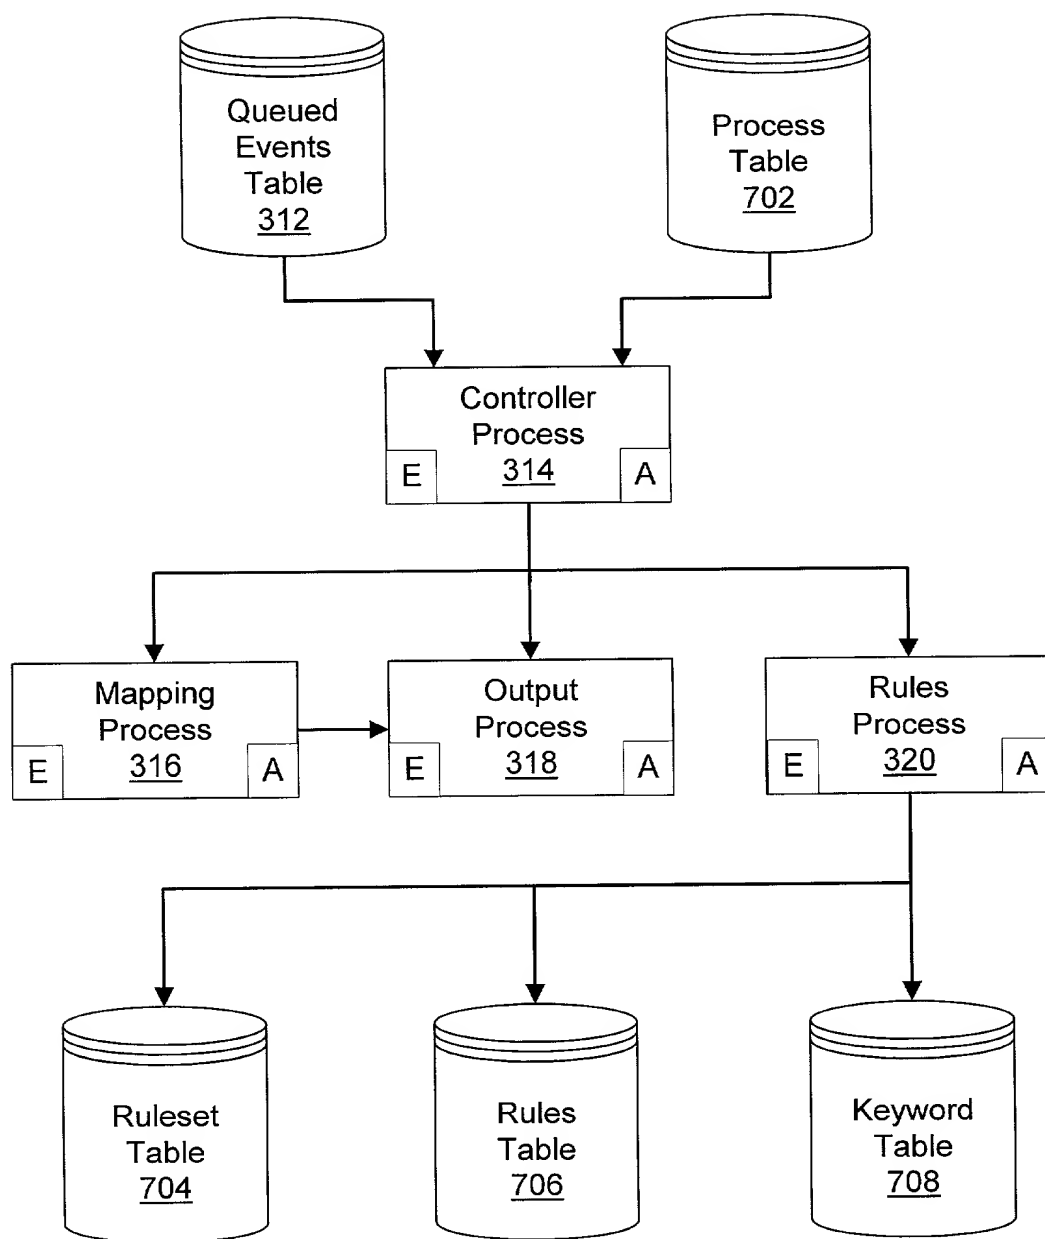 Queued
Events
Table
312
Process
Table
702
Controller
Process
314
E
A
Mapping
Process
316
E
A
Output
Process
318
E
A
Rules
Process
320
E
A
Ruleset
Table
704
Rules
Table
706
Keyword
Table
708